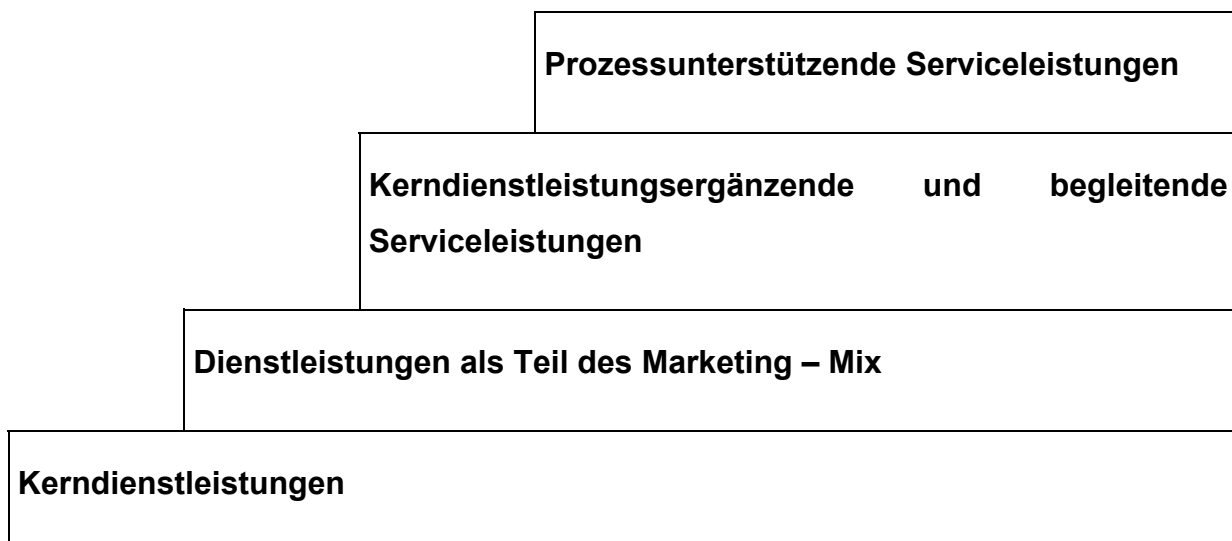 Prozessunterstützende Serviceleistungen
Kerndienstleistungsergänzende und begleitende
Serviceleistungen
Dienstleistungen als Teil des Marketing – Mix
Kerndienstleistungen